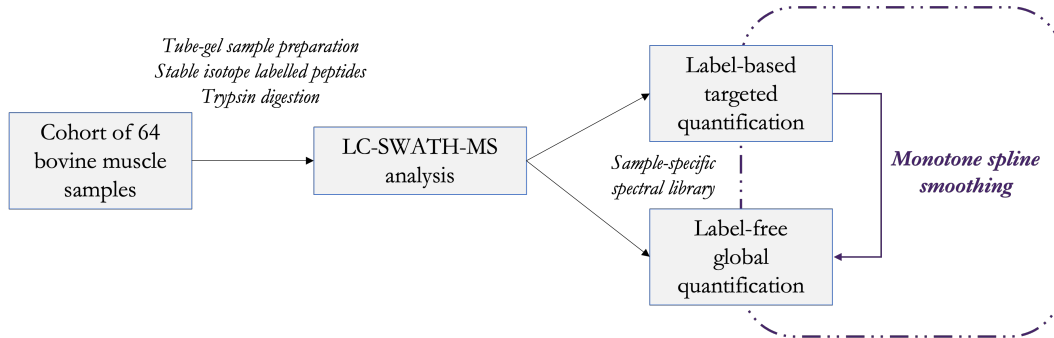 Tube-gel sample preparation
Stable isotope labelled peptides
Trypsin digestion
Cohort of 64
bovine muscle
samples
LC-SWATH-MS
analysis
Label-based
targeted
quantification
Sample-specific
spectral library
Label-free
global
quantification
Monotone spline
smoothing